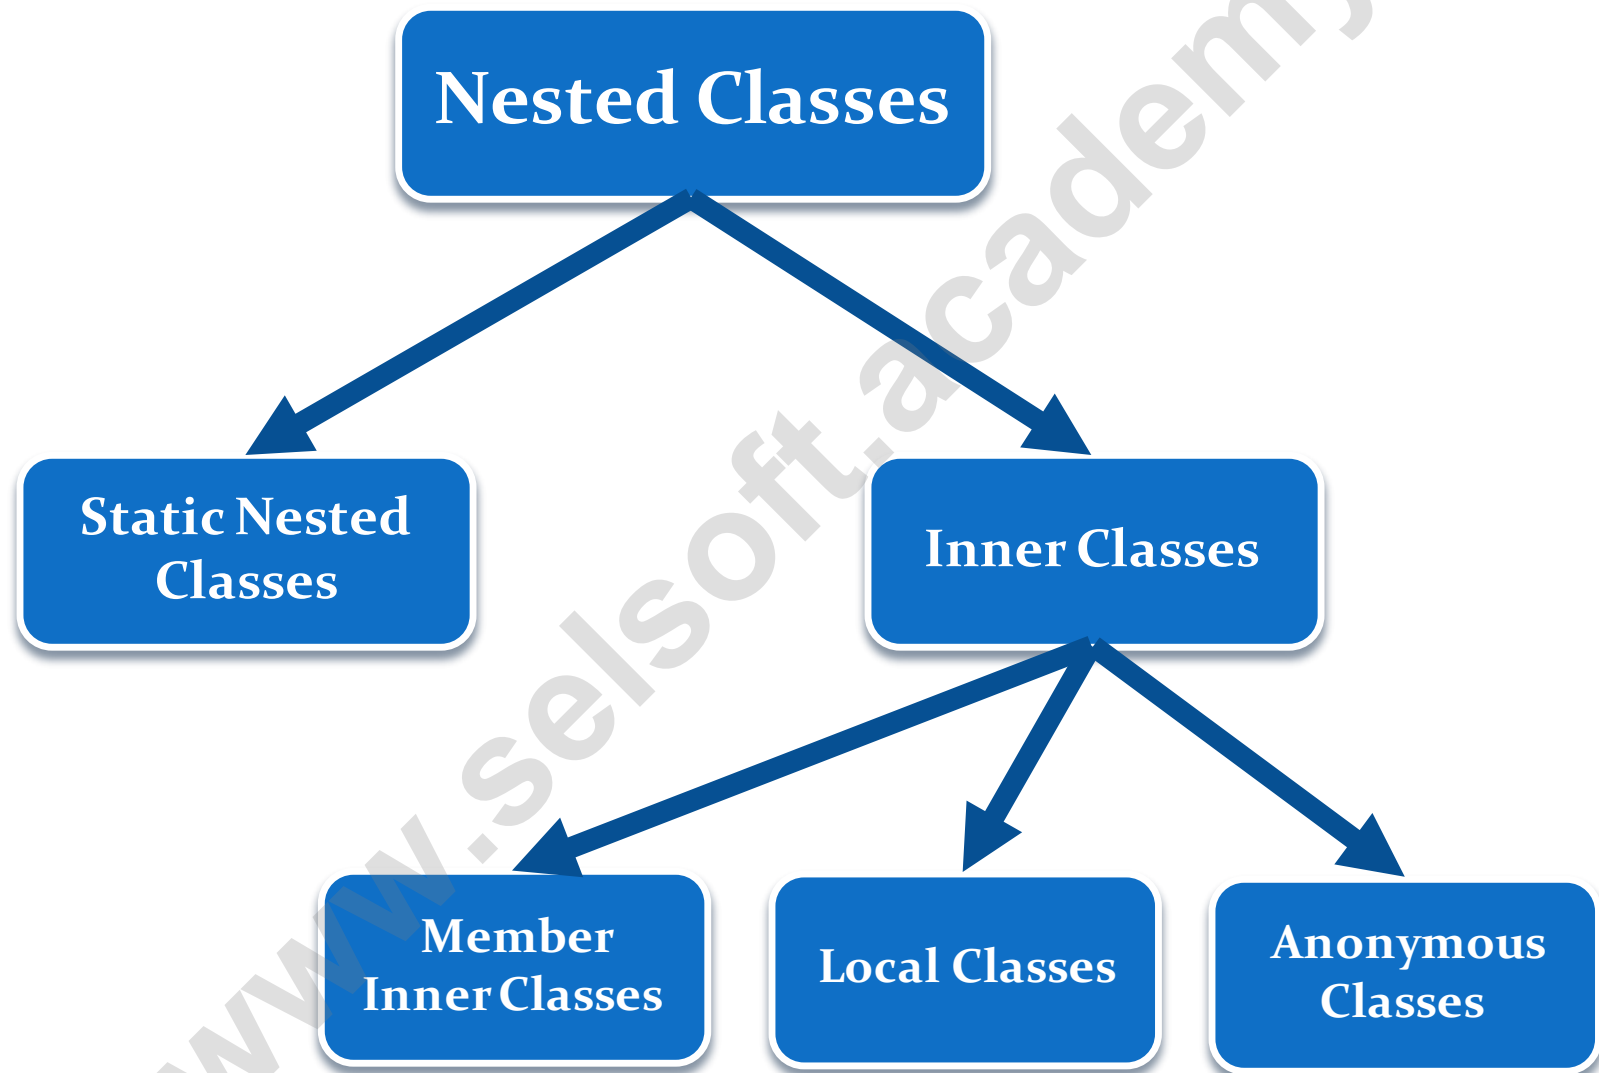 Nested Classes
Static Nested
Classes
Inner Classes
Member
Inner Classes
Local Classes
Anonymous
Classes
www.selsoft.academy